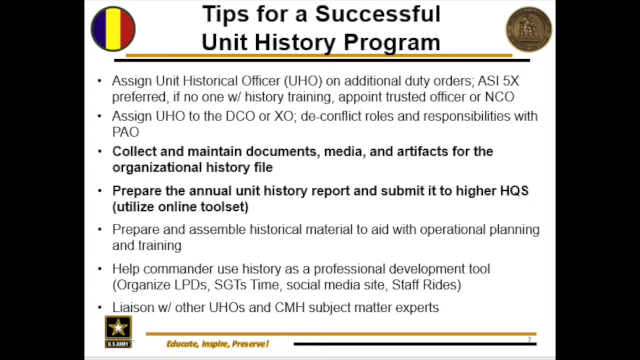 Tips for a Successful
Unit History Program
• Assign Unit Historical Officer (UHO) on additional duty orders; ASI 5X
preferred, if no one w/ history training, appoint trusted officer or NCO
• Assign UHO to the DCO or XO; de-conflict roles and responsibilities with
PAO
• Collect and maintain documents, media, and artifacts for the
organizational history file
• Prepare the annual unit history report and submit it to higher HQS
(utilize online toolset)
• Prepare and assemble historical material to aid with operational planning
and training
• Help commander use history as a professional development tool
(Organize LPDs, SGTs Time, social media site, Staff Rides)
• Liaison w/ other UHOs and CMH subject matter experts
U.S. ARMY
Educate, Inspire, Preserve!
7